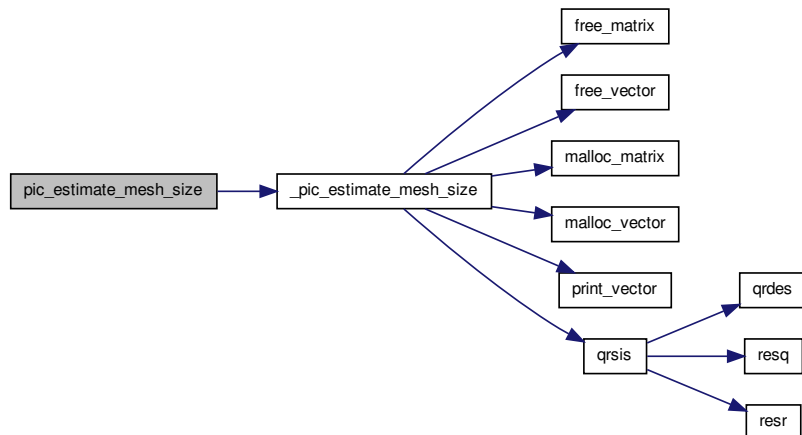 free_matrix
free_vector
malloc_matrix
pic_estimate_mesh_size
_pic_estimate_mesh_size
malloc_vector
print_vector
qrdes
qrsis
resq
resr